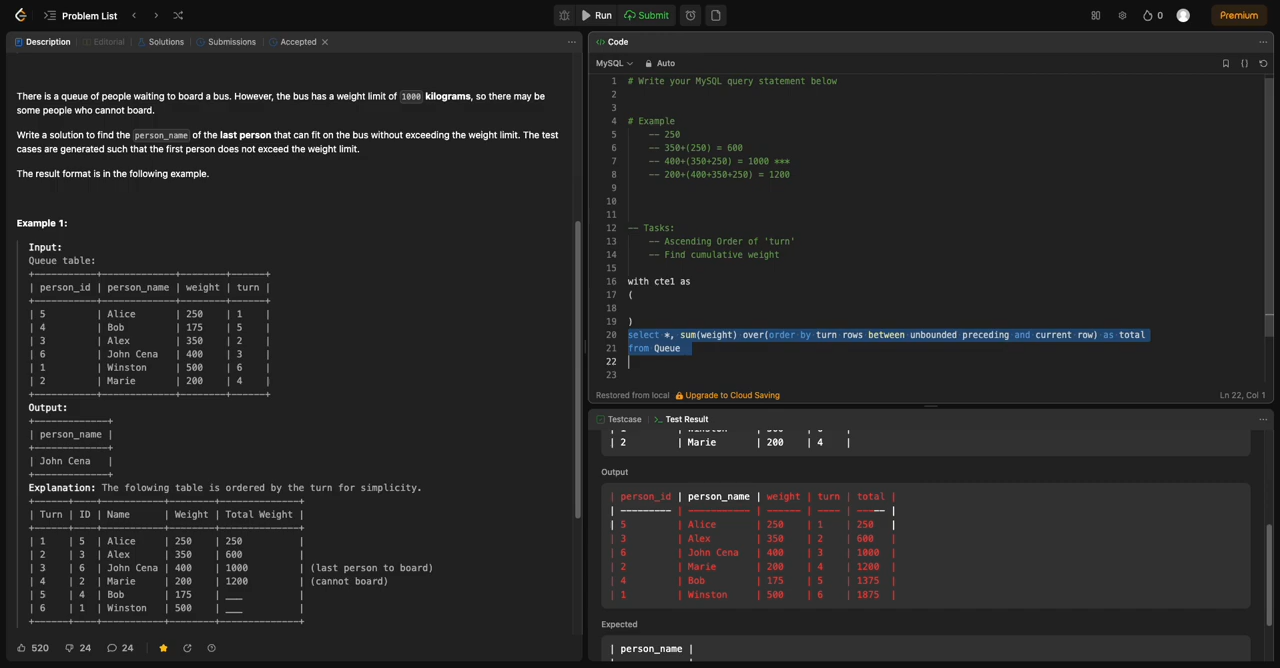 Problem List
Run
Submit
0
Premium
Description
Editorial
Solutions
Submissions
Accepted
There is a queue of people waiting to board a bus. However, the bus has a weight limit of 1000 kilograms, so there may be
some people who cannot board.
Write a solution to find the person_name of the last person that can fit on the bus without exceeding the weight limit. The test
cases are generated such that the first person does not exceed the weight limit.
The result format is in the following example.
Example 1:
Input:
Queue table:
+-----------+-------------+--------+------+
| person_id | person_name | weight | turn |
+-----------+-------------+--------+------+
| 5 | Alice | 250 | 1 |
| 4 | Bob | 175 | 5 |
| 3 | Alex | 350 | 2 |
| 6 | John Cena | 400 | 3 |
| 1 | Winston | 500 | 6 |
| 2 | Marie | 200 | 4 |
+-----------+-------------+--------+------+
Output:
+-------------+
| person_name |
+-------------+
| John Cena |
+-------------+
Explanation: The folowing table is ordered by the turn for simplicity.
+------+----+-----------+--------+--------------+
| Turn | ID | Name | Weight | Total Weight |
+------+----+-----------+--------+--------------+
| 1 | 5 | Alice | 250 | 250 |
| 2 | 3 | Alex | 350 | 600 |
| 3 | 6 | John Cena | 400 | 1000 | (last person to board)
| 4 | 2 | Marie | 200 | 1200 | (cannot board)
| 5 | 4 | Bob | 175 | ___ |
| 6 | 1 | Winston | 500 | ___ |
+------+----+-----------+--------+--------------+
520
24
24
Code
MySQL
Auto
1 # Write your MySQL query statement below
2
3
4 # Example
5 -- 250
6 -- 350+(250) = 600
7 -- 400+(350+250) = 1000 ***
8 -- 200+(400+350+250) = 1200
9
10
11
12 -- Tasks:
13 -- Ascending Order of 'turn'
14 -- Find cumulative weight
15
16 with cte1 as
17 (
18
19 )
20 select *, sum(weight) over(order by turn rows between unbounded preceding and current row) as total
21 from Queue
22
23
Restored from local
Upgrade to Cloud Saving
Ln 22, Col 1
Testcase
Test Result
| 2 | Marie | 200 | 4 |
Output
| person_id | person_name | weight | turn | total |
| --------- | ----------- | ------ | ---- | ----- |
| 5 | Alice | 250 | 1 | 250 |
| 3 | Alex | 350 | 2 | 600 |
| 6 | John Cena | 400 | 3 | 1000 |
| 2 | Marie | 200 | 4 | 1200 |
| 4 | Bob | 175 | 5 | 1375 |
| 1 | Winston | 500 | 6 | 1875 |
Expected
| person_name |